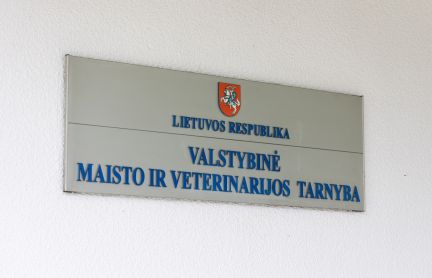 LIETUVOS RESPUBLIKA
VALSTYBINĖ
MAISTO IR VETERINARIJOS TARNYBA